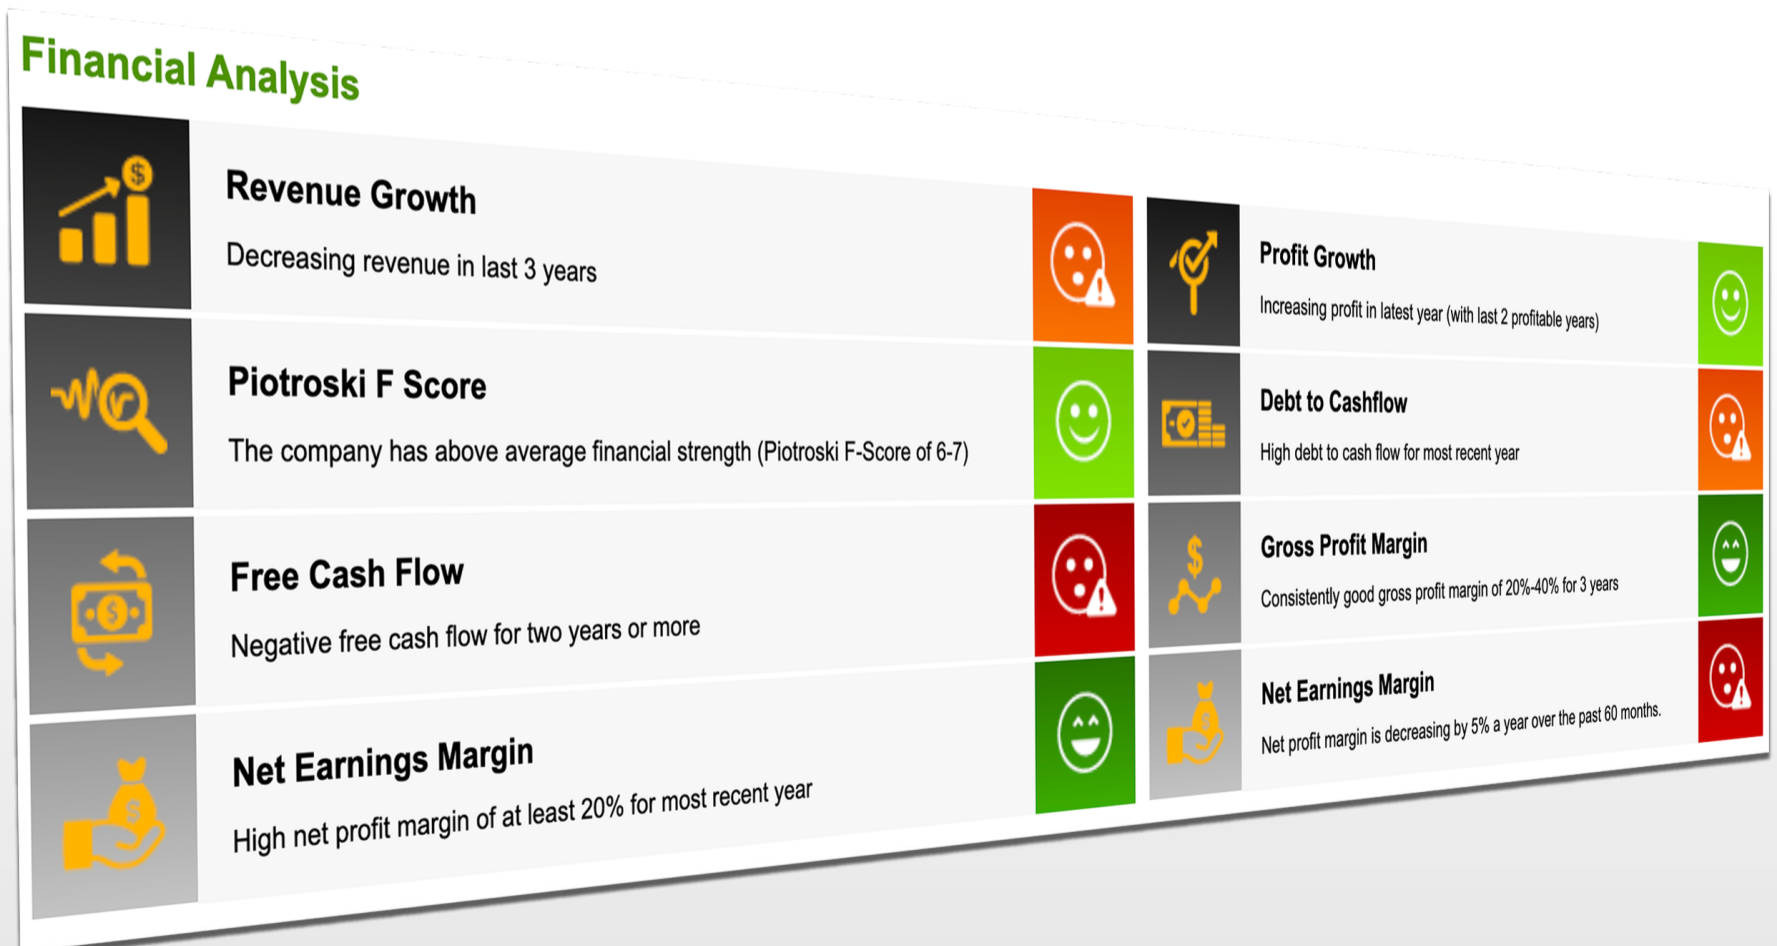 Financial Analysis
Revenue Growth
Decreasing revenue in last 3 years
Profit Growth
Increasing profit in latest year (with last 2 profitable years)
Piotroski F Score
The company has above average financial strength (Piotroski F-Score of 6-7)
Debt to Cashflow
High debt to cash flow for most recent year
Free Cash Flow
Negative free cash flow for two years or more
Gross Profit Margin
Consistently good gross profit margin of 20%-40% for 3 years
Net Earnings Margin
High net profit margin of at least 20% for most recent year
Net Earnings Margin
Net profit margin is decreasing by 5% a year over the past 60 months.